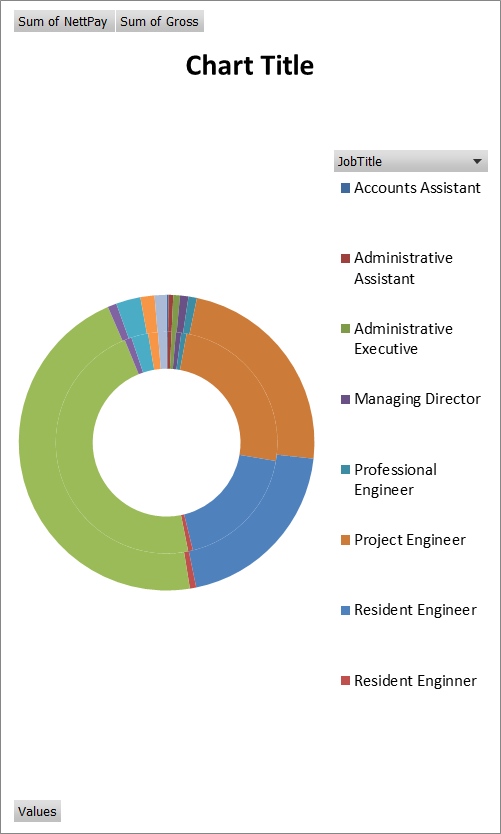 Sum of NettPay Sum of Gross
Chart Title
JobTitle
Accounts Assistant
Administrative
Assistant
Administrative
Executive
Managing Director
Professional
Engineer
Project Engineer
Resident Engineer
Resident Enginner
Values